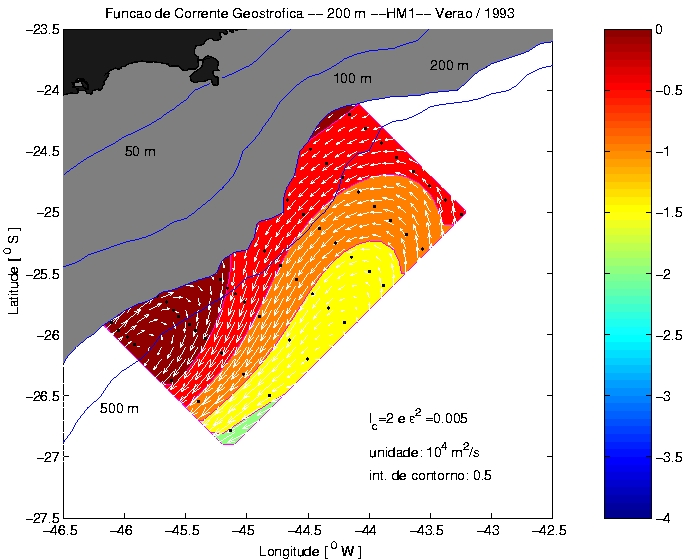 Funcao de Corrente Geostrofica −− 200 m −−HM1−− Verao / 1993
−23.5
−24
−24.5
−25
−25.5
−26
−26.5
−27
−27.5
Latitude [ ⁰ S ]
200 m
100 m
50 m
500 m
l_c=2 e ε² =0.005
unidade: 10⁴ m²/s
int. de contorno: 0.5
−46.5 −46 −45.5 −45 −44.5 −44 −43.5 −43 −42.5
Longitude [ ⁰ W ]
0
−0.5
−1
−1.5
−2
−2.5
−3
−3.5
−4